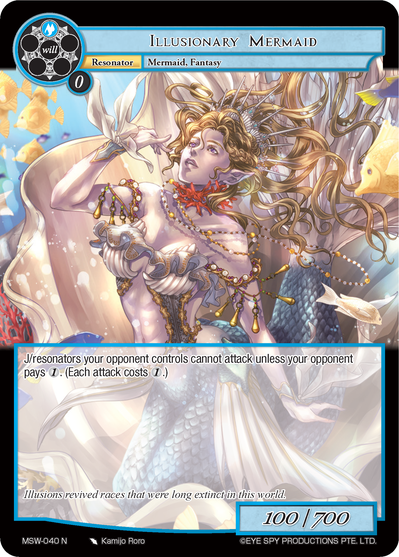 will
0
Illusionary Mermaid
Resonator
Mermaid, Fantasy
J/resonators your opponent controls cannot attack unless your opponent
pays 1. (Each attack costs 1.)
Illusions revived races that were long extinct in this world.
100/700
MSW-040 N Kamijo Roro
©EYE SPY PRODUCTIONS PTE. LTD.